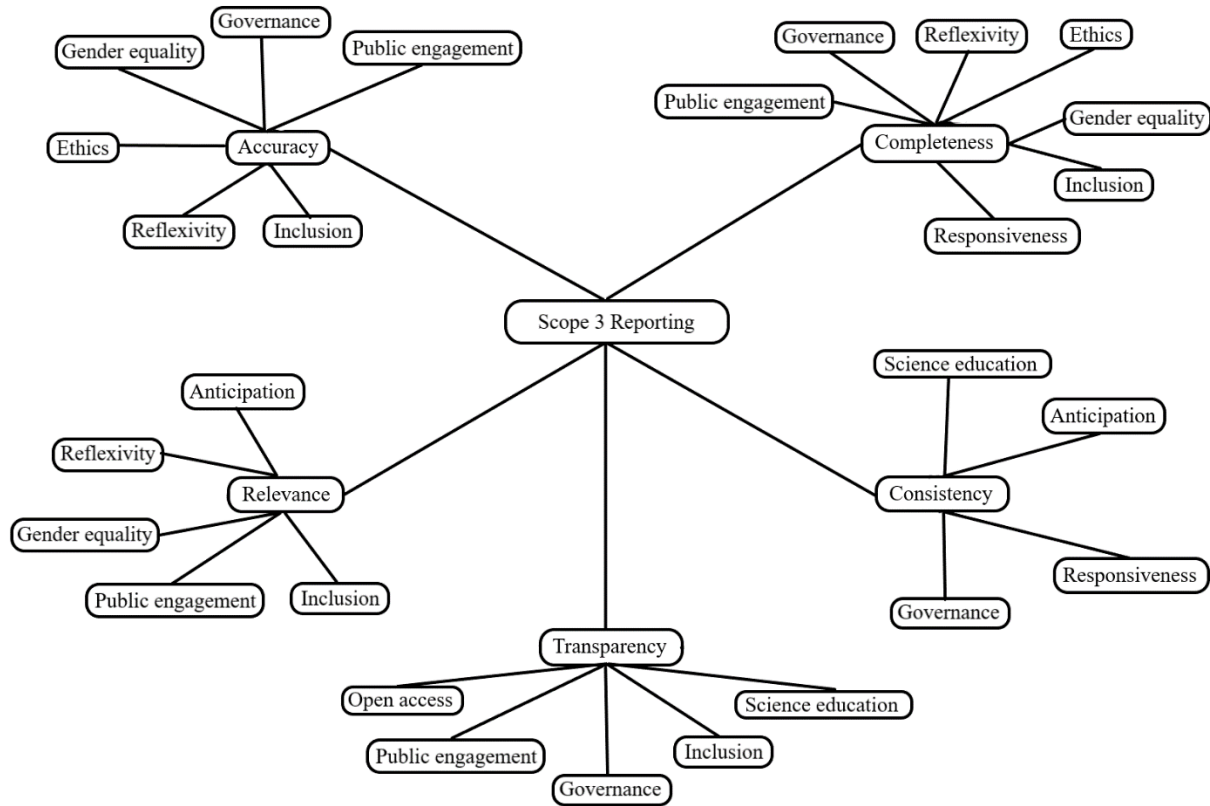 Governance
Gender equality
Public engagement
Ethics
Accuracy
Reflexivity
Inclusion
Governance
Reflexivity
Ethics
Public engagement
Gender equality
Completeness
Inclusion
Responsiveness
Scope 3 Reporting
Anticipation
Reflexivity
Relevance
Gender equality
Public engagement
Inclusion
Science education
Anticipation
Consistency
Responsiveness
Governance
Transparency
Open access
Science education
Public engagement
Inclusion
Governance